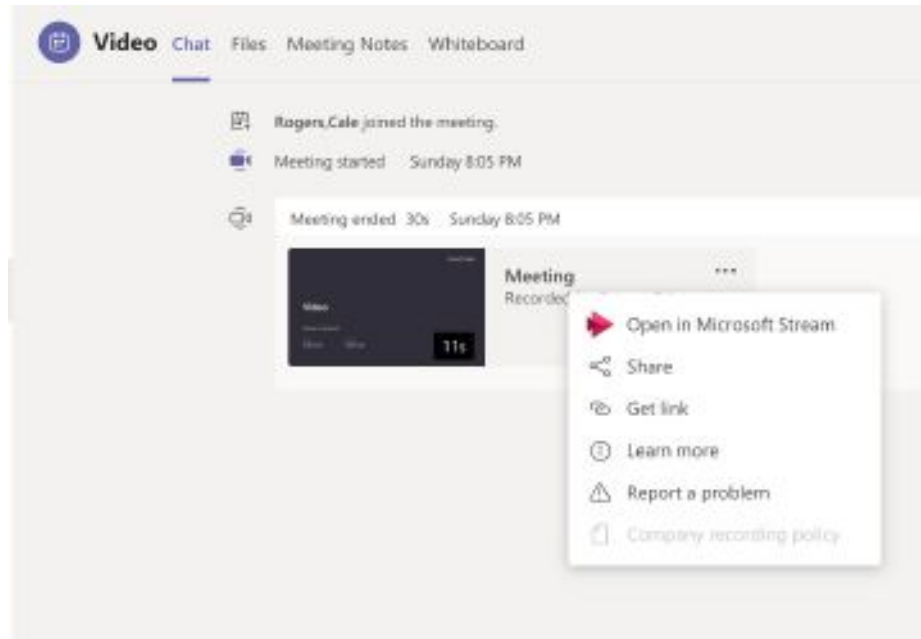 Video Chat Files Meeting Notes Whiteboard
Rogers,Cale joined the meeting.
Meeting started Sunday 8:05 PM
Meeting ended 30s Sunday 8:05 PM
Video
11s
Meeting
Recorded
Open in Microsoft Stream
Share
Get link
Learn more
Report a problem
Company recording policy